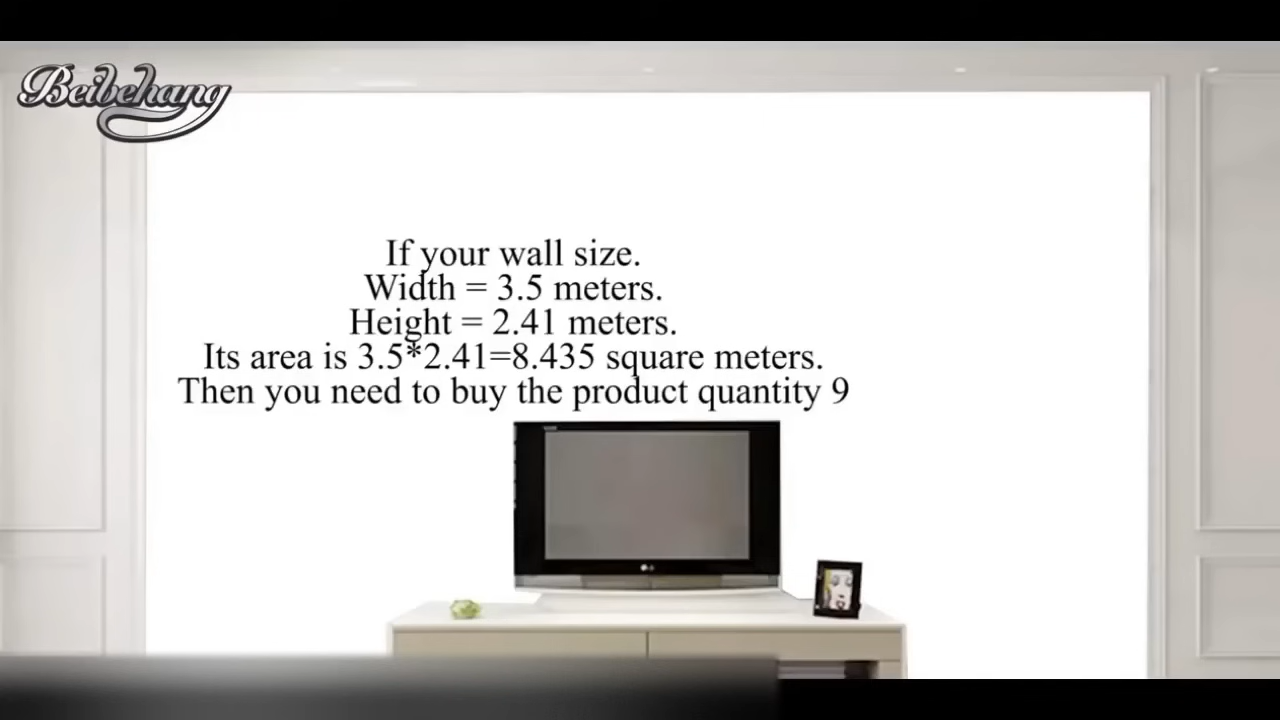 Beibehang
If your wall size.
Width = 3.5 meters.
Height = 2.41 meters.
Its area is 3.5*2.41=8.435 square meters.
Then you need to buy the product quantity 9
LG